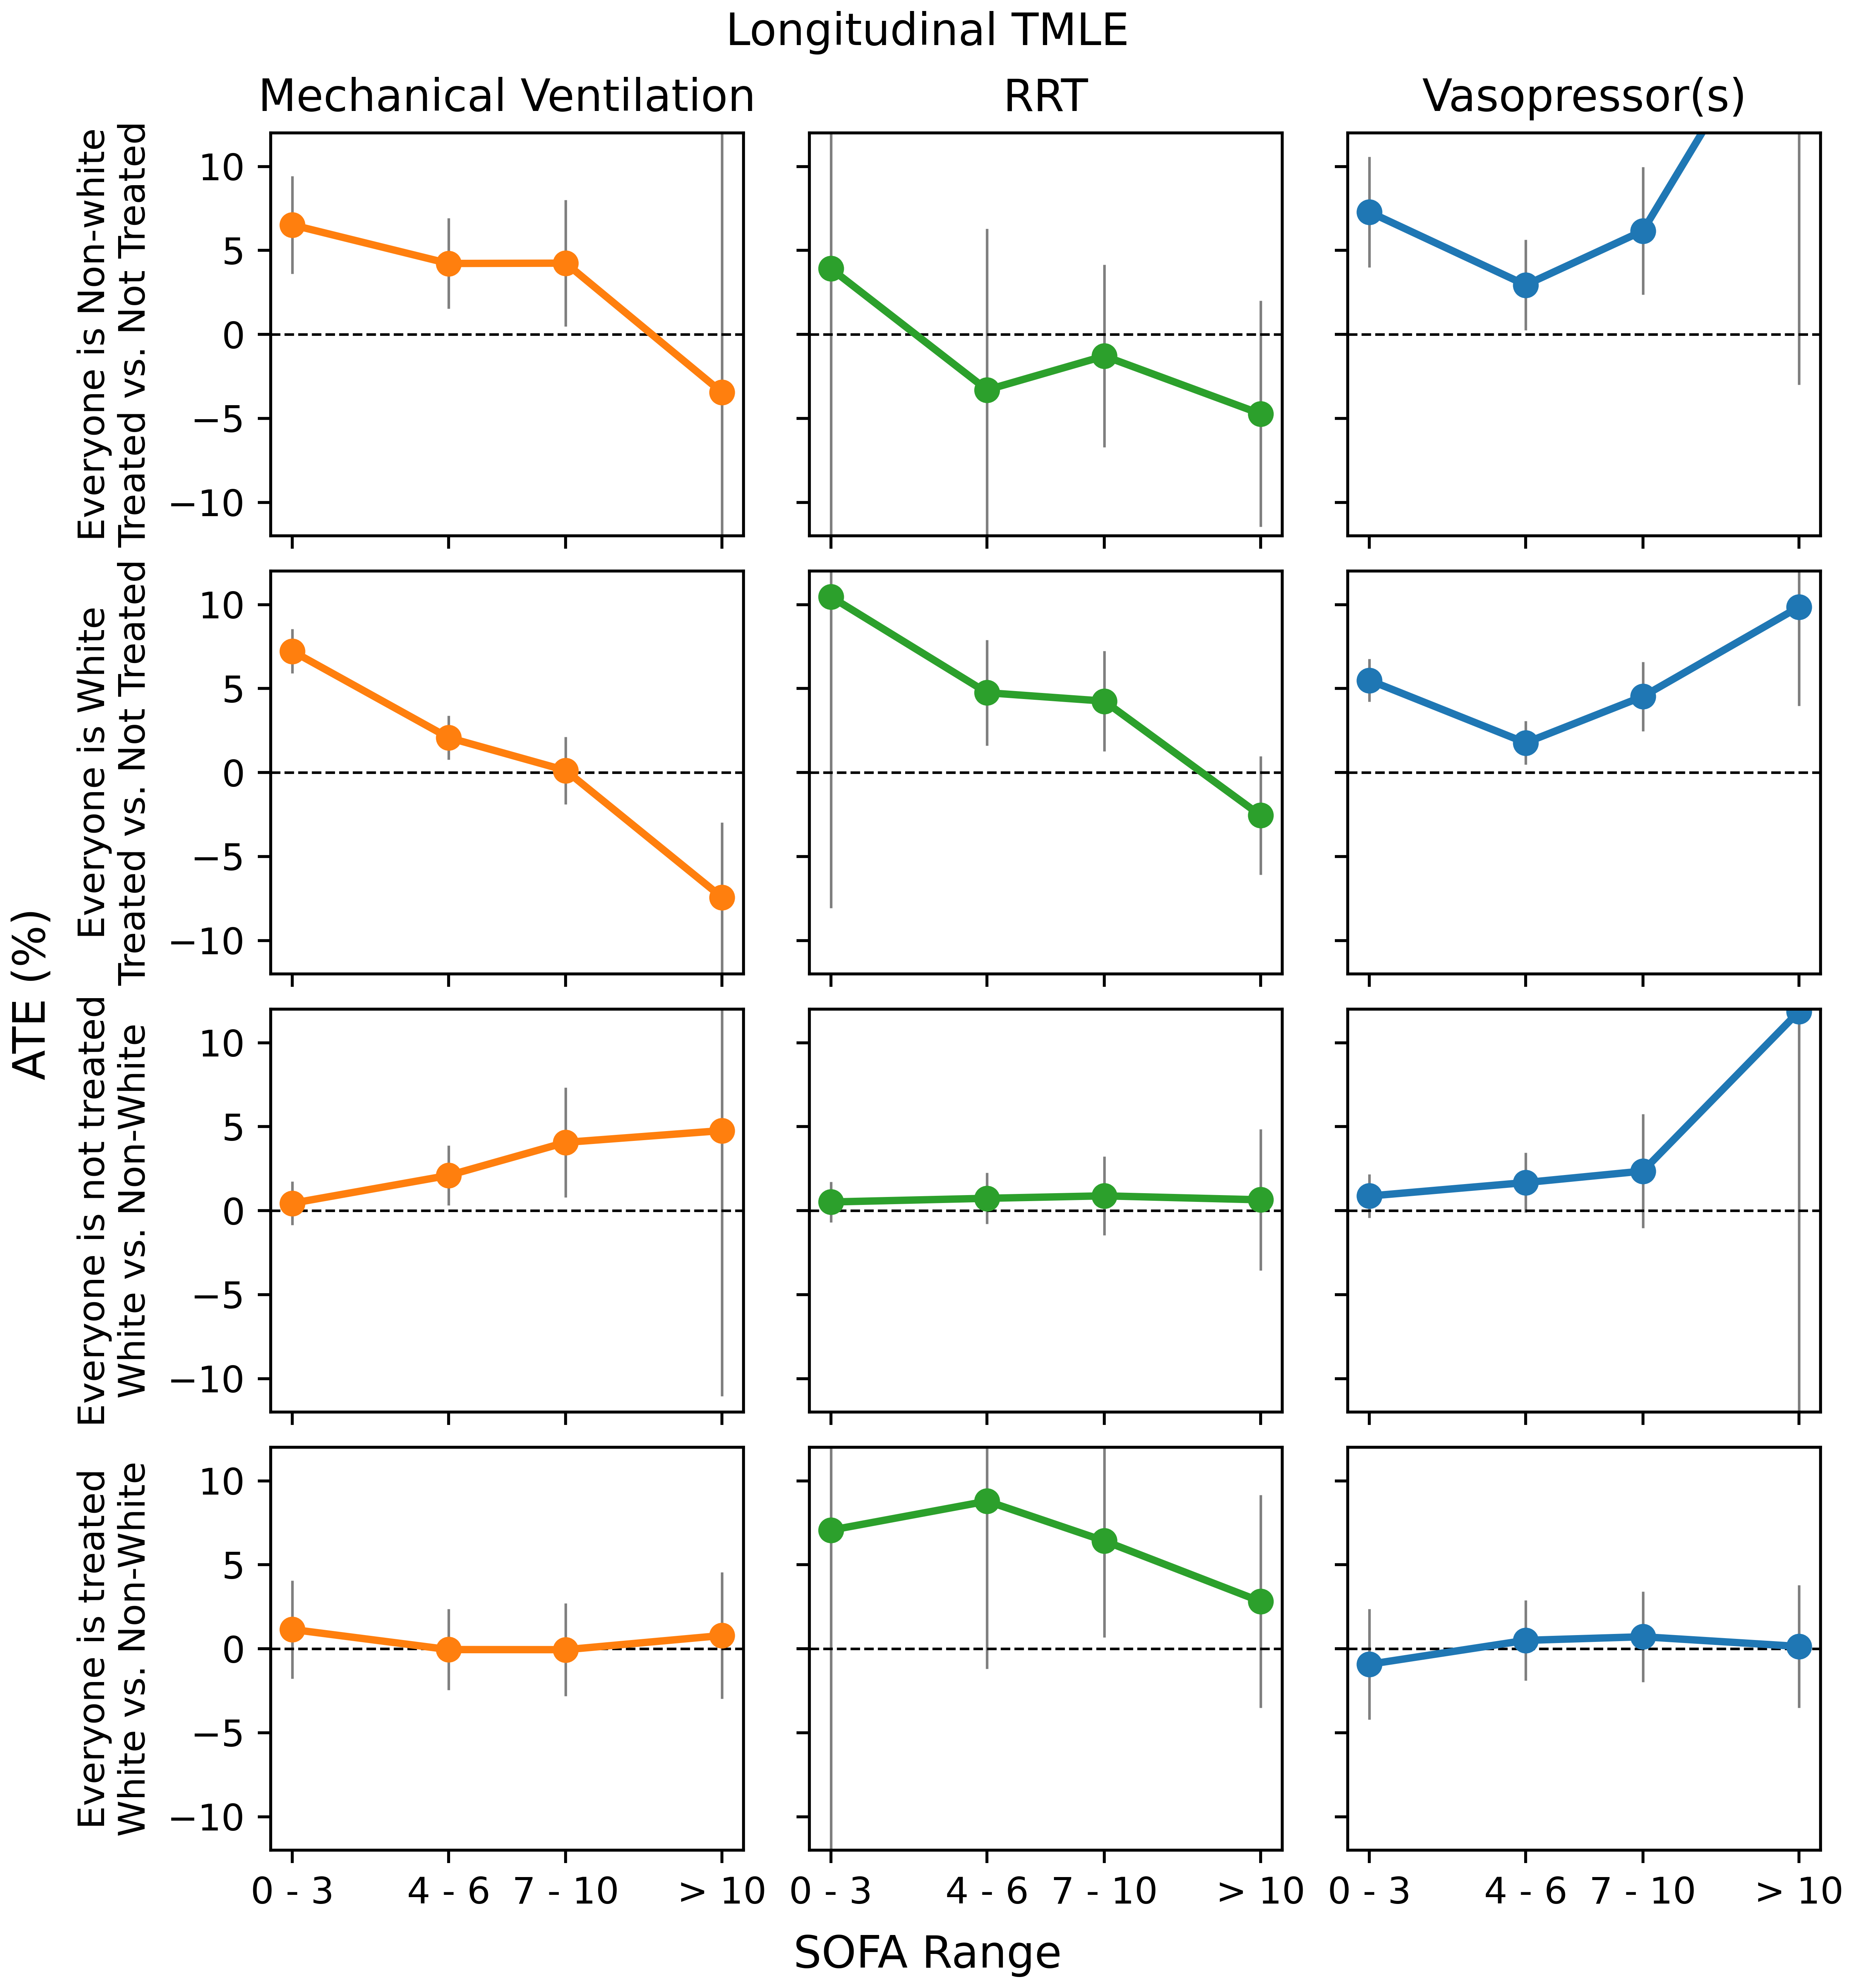 Longitudinal TMLE
Mechanical Ventilation
RRT
Vasopressor(s)
ATE (%)
Everyone is Non-white
Treated vs. Not Treated
10
5
0
−5
−10
Everyone is White
Treated vs. Not Treated
10
5
0
−5
−10
Everyone is not treated
White vs. Non-White
10
5
0
−5
−10
Everyone is treated
White vs. Non-White
10
5
0
−5
−10
0 - 3 4 - 6 7 - 10 > 10
0 - 3 4 - 6 7 - 10 > 10
0 - 3 4 - 6 7 - 10 > 10
SOFA Range